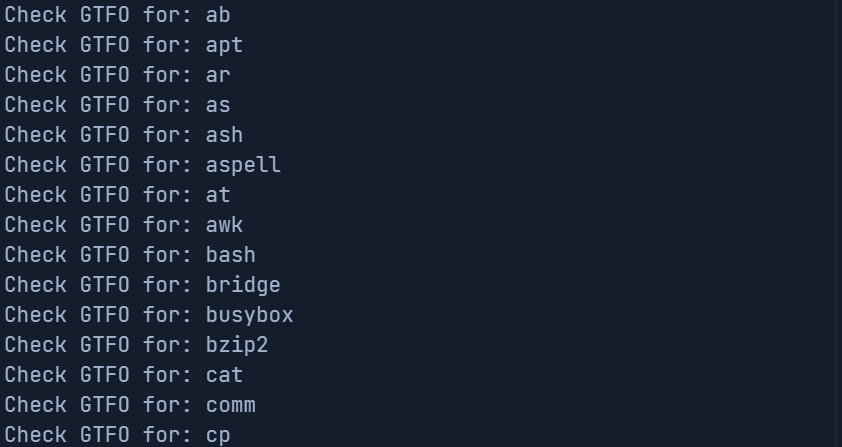 Check GTFO for: ab
Check GTFO for: apt
Check GTFO for: ar
Check GTFO for: as
Check GTFO for: ash
Check GTFO for: aspell
Check GTFO for: at
Check GTFO for: awk
Check GTFO for: bash
Check GTFO for: bridge
Check GTFO for: busybox
Check GTFO for: bzip2
Check GTFO for: cat
Check GTFO for: comm
Check GTFO for: cp